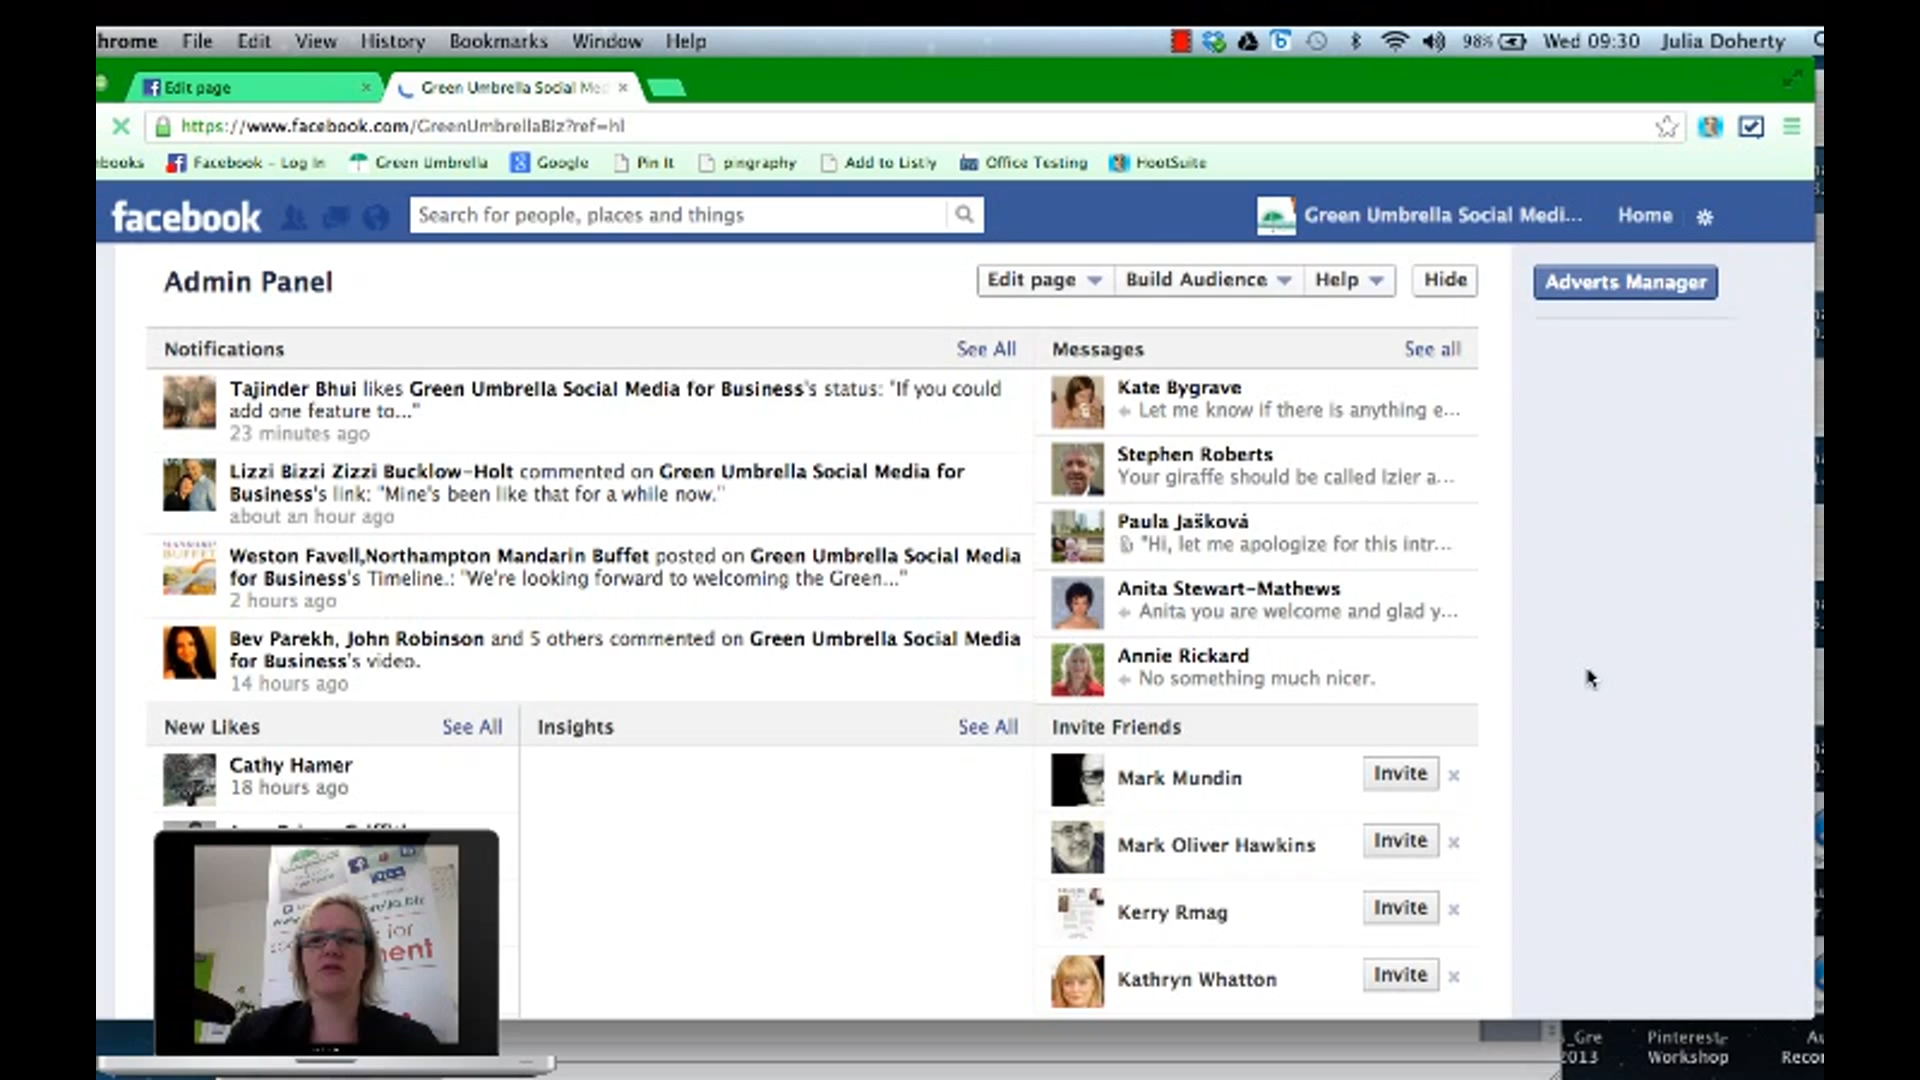 hrome File Edit View History Bookmarks Window Help 98% Wed 09:30 Julia Doherty
Edit page Green Umbrella Social Me
https://www.facebook.com/GreenUmbrellaBiz?ref=hl
books Facebook - Log In Green Umbrella Google Pin It pingraphy Add to Listly Office Testing HootSuite
facebook Search for people, places and things Green Umbrella Social Medi... Home
Admin Panel Edit page Build Audience Help Hide Adverts Manager
Notifications See All Messages See all
Tajinder Bhui likes Green Umbrella Social Media for Business's status: "If you could
add one feature to..."
23 minutes ago
Lizzi Bizzi Zizzi Bucklow-Holt commented on Green Umbrella Social Media for
Business's link: "Mine's been like that for a while now."
about an hour ago
Weston Favell,Northampton Mandarin Buffet posted on Green Umbrella Social Media
for Business's Timeline.: "We're looking forward to welcoming the Green..."
2 hours ago
Bev Parekh, John Robinson and 5 others commented on Green Umbrella Social Media
for Business's video.
14 hours ago
Kate Bygrave
Let me know if there is anything e...
Stephen Roberts
Your giraffe should be called Izier a...
Paula Jašková
"Hi, let me apologize for this intr...
Anita Stewart-Mathews
Anita you are welcome and glad y...
Annie Rickard
No something much nicer.
New Likes See All Insights See All Invite Friends
Cathy Hamer
18 hours ago
Mark Mundin Invite
Mark Oliver Hawkins Invite
Kerry Rmag Invite
Kathryn Whatton Invite
for
ent
_Gre
2013
Pinterest
Workshop
Au
Recor